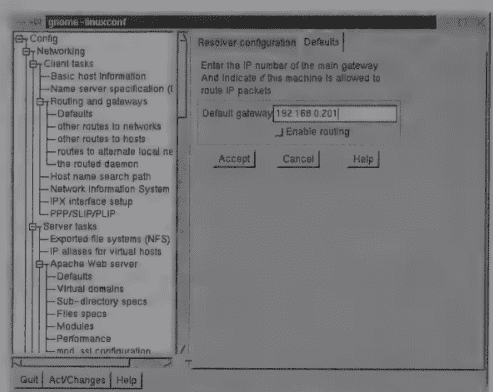 gnome-linuxconf
Config
Networking
Client tasks
Basic host information
Name server specification (D
Routing and gateways
Defaults
other routes to networks
other routes to hosts
routes to alternate local ne
the routed daemon
Host name search path
Network Information System
IPX interface setup
PPP/SLIP/PLIP
Server tasks
Exported file systems (NFS)
IP aliases for virtual hosts
Apache Web server
Defaults
Virtual domains
Sub-directory specs
Files specs
Modules
Performance
mod_ssl configuration
Resolver configuration
Defaults
Enter the IP number of the main gateway
And indicate if this machine is allowed to
route IP packets
Default gateway 192.168.0.201
Enable routing
Accept Cancel Help
Quit Act/Changes Help